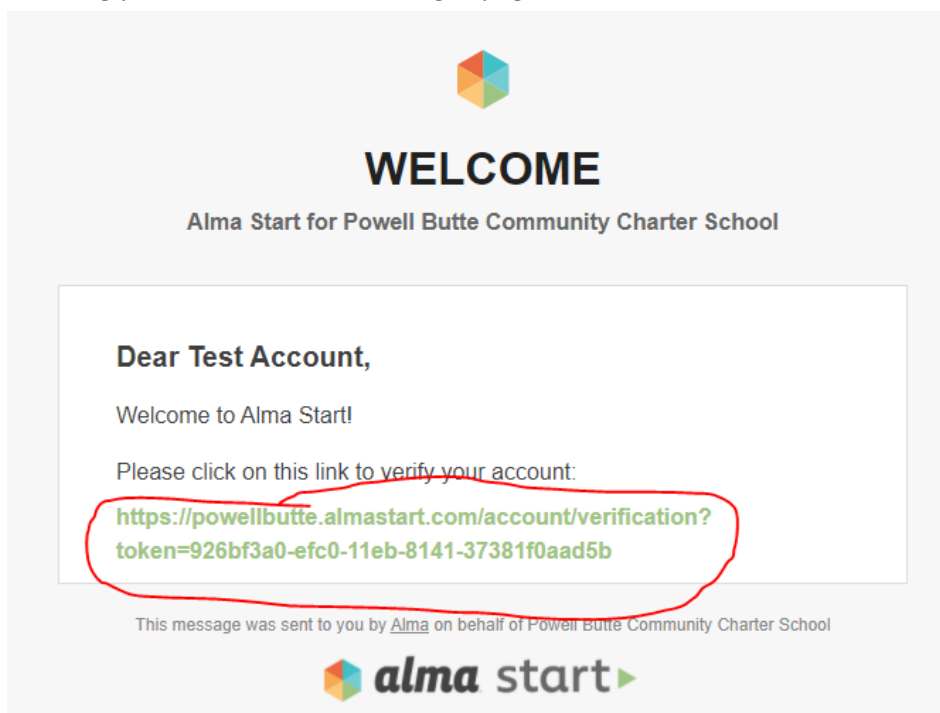 WELCOME
Alma Start for Powell Butte Community Charter School
Dear Test Account,
Welcome to Alma Start!
Please click on this link to verify your account:
https://powellbutte.almastart.com/account/verification?
token=926bf3a0-efc0-11eb-8141-37381f0aad5b
This message was sent to you by Alma on behalf of Powell Butte Community Charter School
alma start